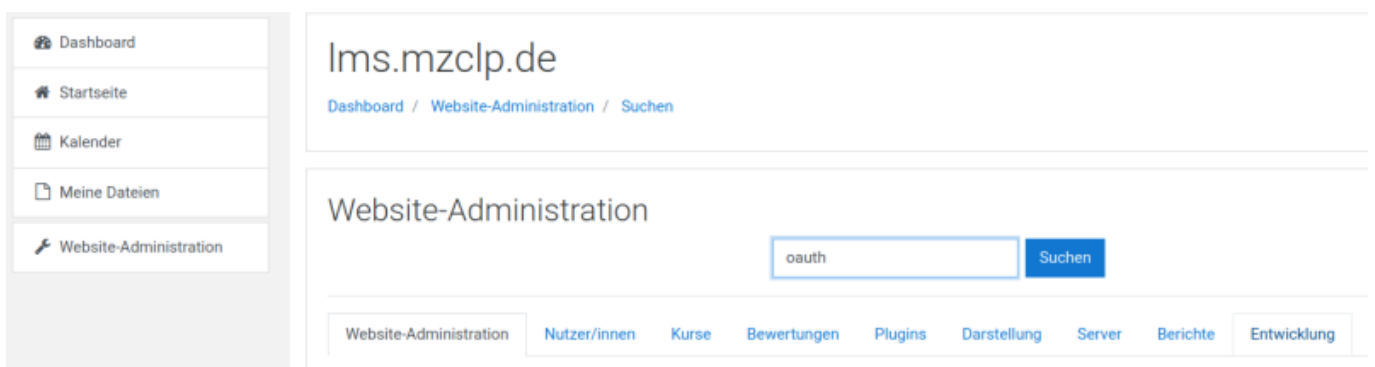 Dashboard
Startseite
Kalender
Meine Dateien
Website-Administration
lms.mzclp.de
Dashboard / Website-Administration / Suchen
Website-Administration
oauth Suchen
Website-Administration Nutzer/innen Kurse Bewertungen Plugins Darstellung Server Berichte Entwicklung